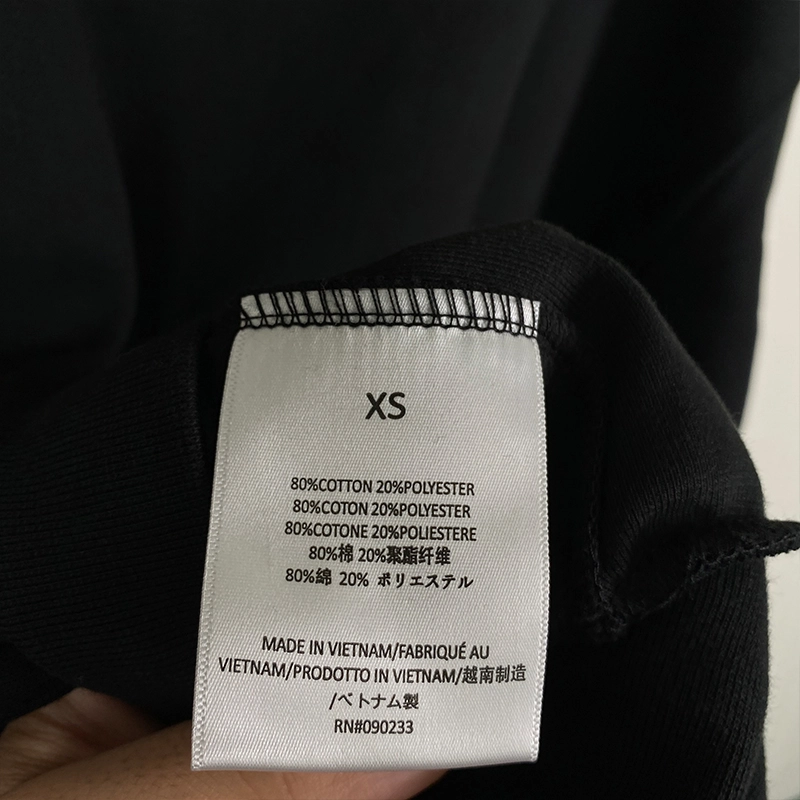 XS
80%COTTON 20%POLYESTER
80%COTON 20%POLYESTER
80%COTONE 20%POLIESTERE
80%棉 20%聚酯纤维
80%綿 20% ポリエステル
MADE IN VIETNAM/FABRIQUÉ AU
VIETNAM/PRODOTTO IN VIETNAM/越南制造
/ベトナム製
RN#090233